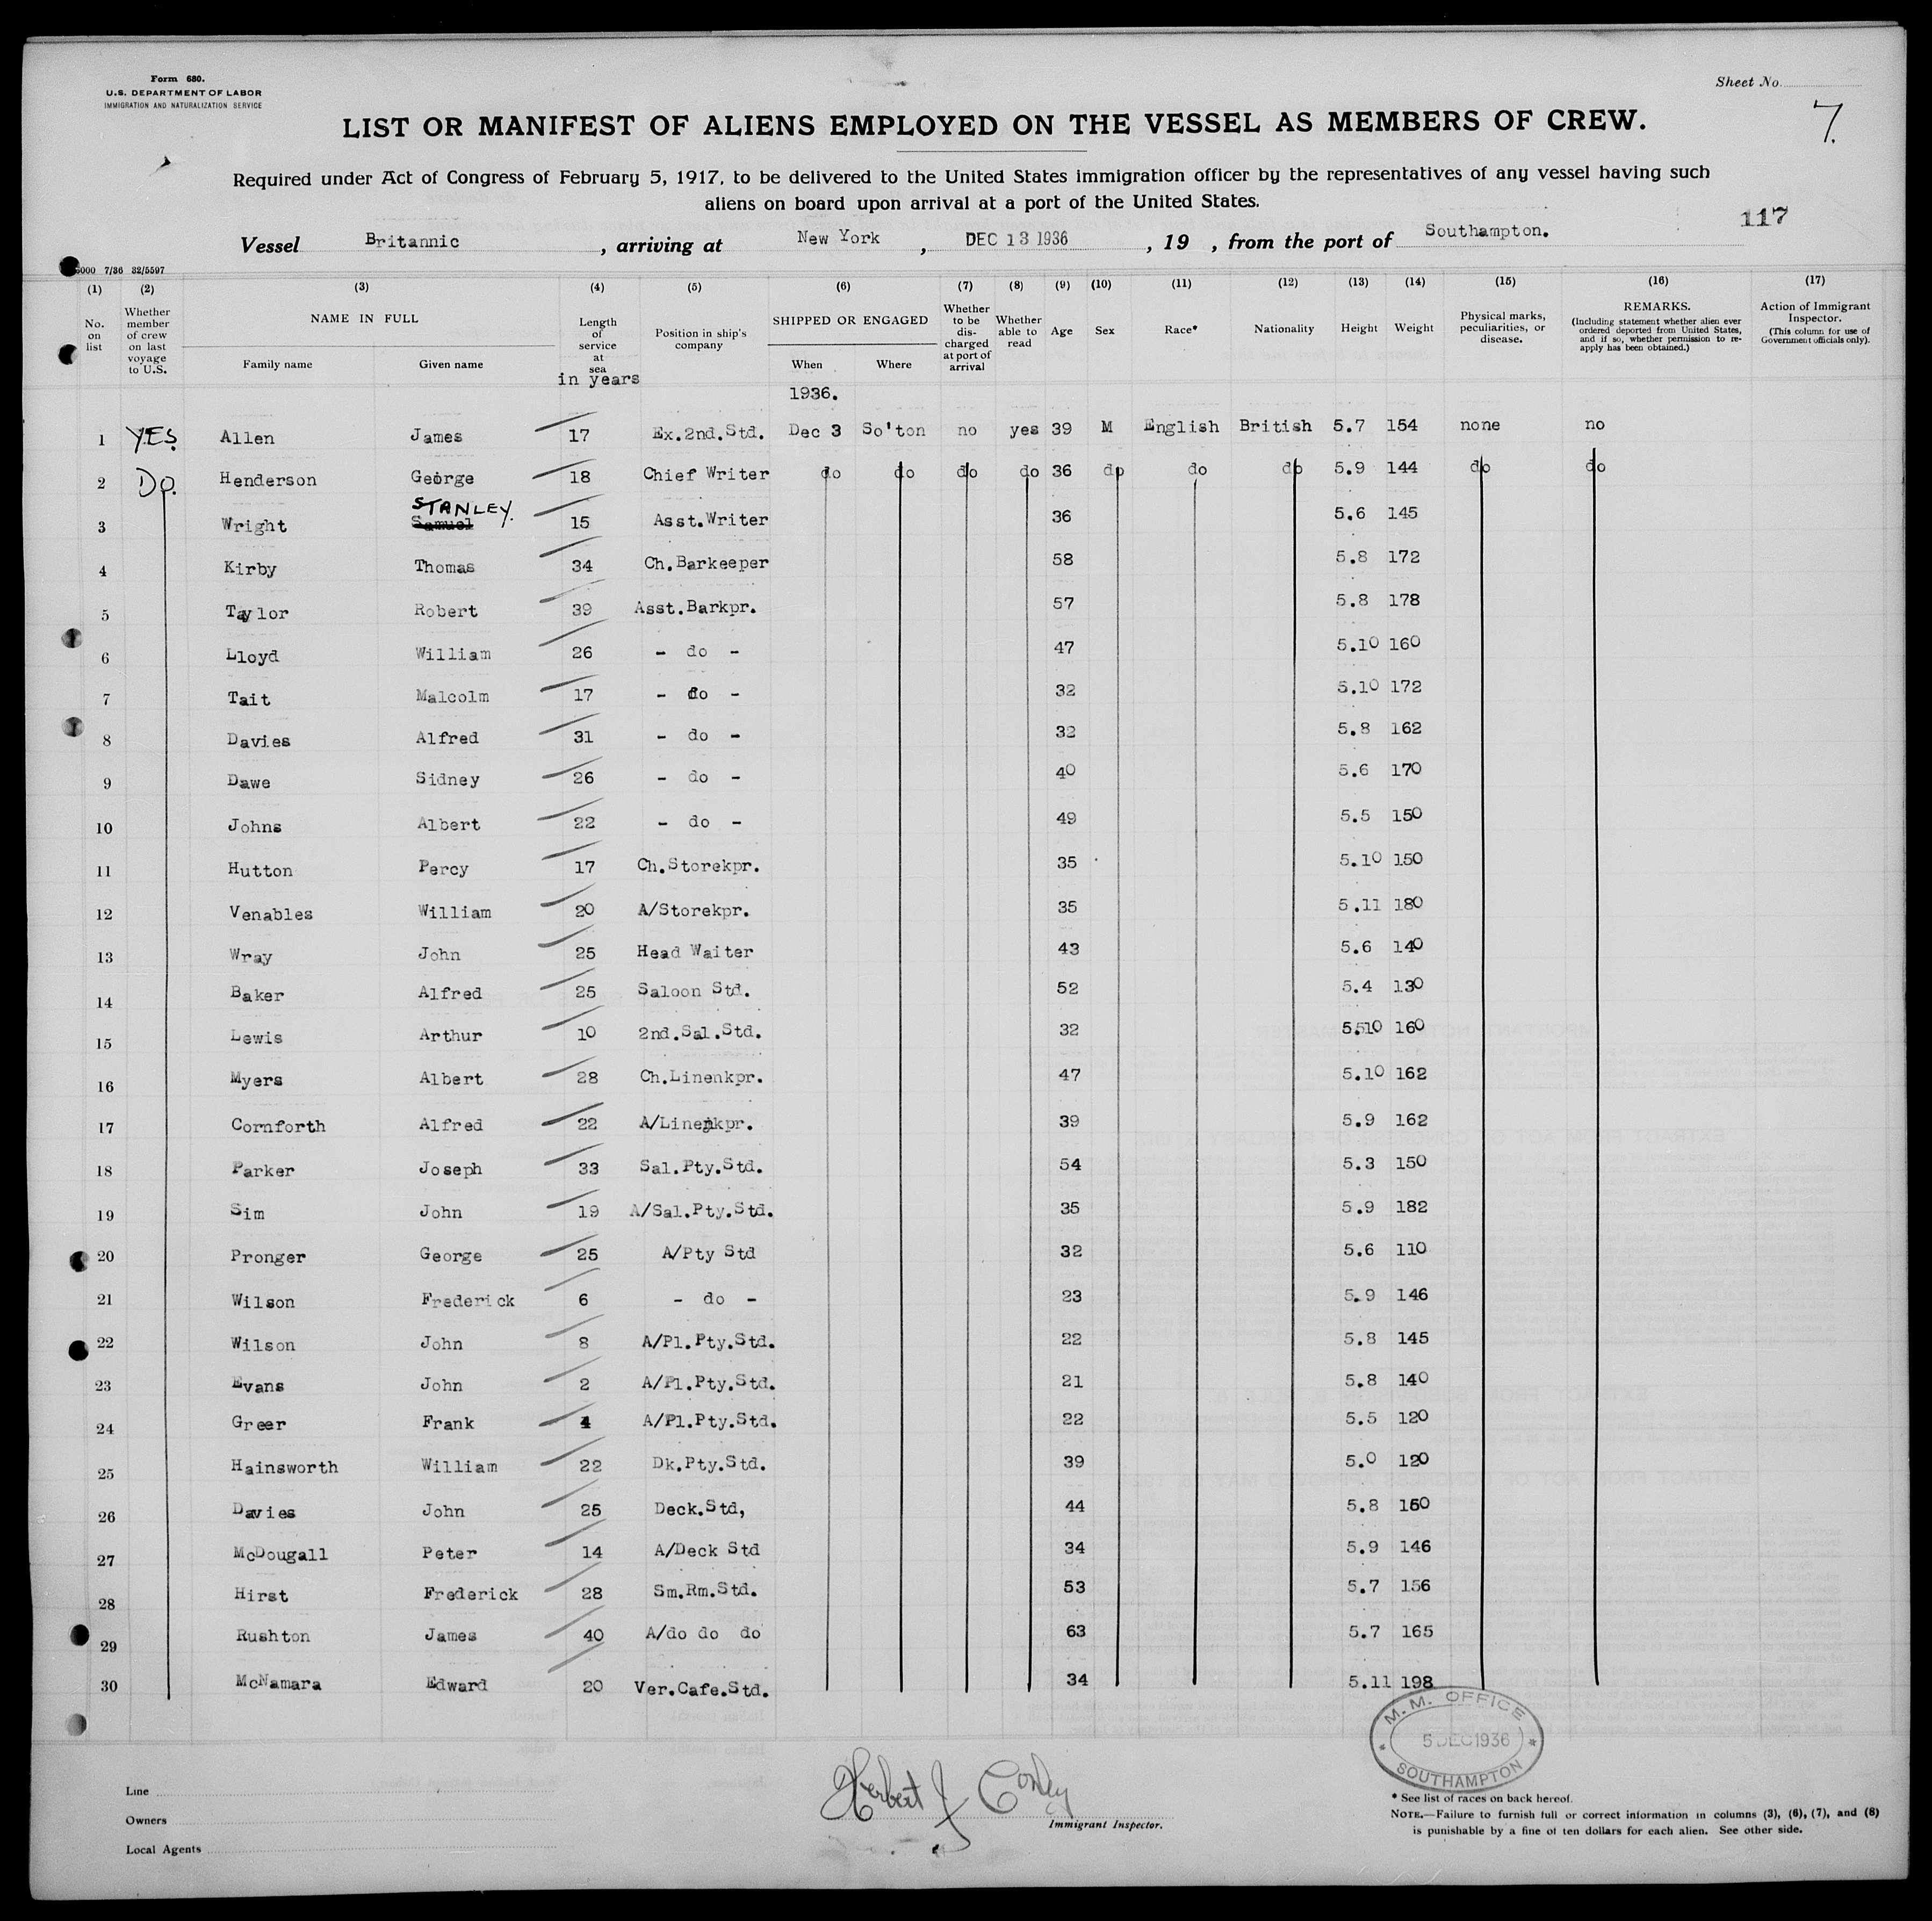 Form 680.
U.S. DEPARTMENT OF LABOR
IMMIGRATION AND NATURALIZATION SERVICE
Sheet No.
7.
LIST OR MANIFEST OF ALIENS EMPLOYED ON THE VESSEL AS MEMBERS OF CREW.
Required under Act of Congress of February 5, 1917, to be delivered to the United States immigration officer by the representatives of any vessel having such
aliens on board upon arrival at a port of the United States.
117
Vessel Britannic, arriving at New York, DEC 13 1936, 19 , from the port of Southampton.
000 7/36 32/5597
(1) (2) (3) (4) (5) (6) (7) (8) (9) (10) (11) (12) (13) (14) (15) (16) (17)
No. on list
Whether member of crew on last voyage to U.S.
NAME IN FULL
Family name Given name
Length of service at sea
in years
Position in ship's company
SHIPPED OR ENGAGED
When Where
1936.
Whether to be discharged at port of arrival
Whether able to read
Age
Sex
Race*
Nationality
Height
Weight
Physical marks, peculiarities, or disease.
REMARKS.
(Including statement whether alien ever ordered deported from United States, and if so, whether permission to reapply has been obtained.)
Action of Immigrant Inspector.
(This column for use of Government officials only).
1 YES. Allen James 17 Ex.2nd.Std. Dec 3 So'ton no yes 39 M English British 5.7 154 none no
2 DO. Henderson George 18 Chief Writer do do do do 36 do do do 5.9 144 do do
3 Wright STANLEY. Samuel 15 Asst.Writer 36 5.6 145
4 Kirby Thomas 34 Ch.Barkeeper 58 5.8 172
5 Taylor Robert 39 Asst.Barkpr. 57 5.8 178
6 Lloyd William 26 - do - 47 5.10 160
7 Tait Malcolm 17 - do - 32 5.10 172
8 Davies Alfred 31 - do - 32 5.8 162
9 Dawe Sidney 26 - do - 40 5.6 170
10 Johns Albert 22 - do - 49 5.5 150
11 Hutton Percy 17 Ch.Storekpr. 35 5.10 150
12 Venables William 20 A/Storekpr. 35 5.11 180
13 Wray John 25 Head Waiter 43 5.6 140
14 Baker Alfred 25 Saloon Std. 52 5.4 130
15 Lewis Arthur 10 2nd.Sal.Std. 32 5.10 160
16 Myers Albert 28 Ch.Linenkpr. 47 5.10 162
17 Cornforth Alfred 22 A/Linenkpr. 39 5.9 162
18 Parker Joseph 33 Sal.Pty.Std. 54 5.3 150
19 Sim John 19 A/Sal.Pty.Std. 35 5.9 182
20 Pronger George 25 A/Pty Std 32 5.6 110
21 Wilson Frederick 6 - do - 23 5.9 146
22 Wilson John 8 A/Pl.Pty.Std. 22 5.8 145
23 Evans John 2 A/Pl.Pty.Std. 21 5.8 140
24 Greer Frank 4 A/Pl.Pty.Std. 22 5.5 120
25 Hainsworth William 22 Dk.Pty.Std. 39 5.0 120
26 Davies John 25 Deck.Std, 44 5.8 150
27 McDougall Peter 14 A/Deck Std 34 5.9 146
28 Hirst Frederick 28 Sm.Rm.Std. 53 5.7 156
29 Rushton James 40 A/do do do 63 5.7 165
30 McNamara Edward 20 Ver.Cafe.Std. 34 5.11 198
M.M. OFFICE
5 DEC 1936
SOUTHAMPTON
Line
Owners
Local Agents
Herbert J Conley
Immigrant Inspector.
* See list of races on back hereof.
NOTE.—Failure to furnish full or correct information in columns (3), (6), (7), and (8)
is punishable by a fine of ten dollars for each alien. See other side.